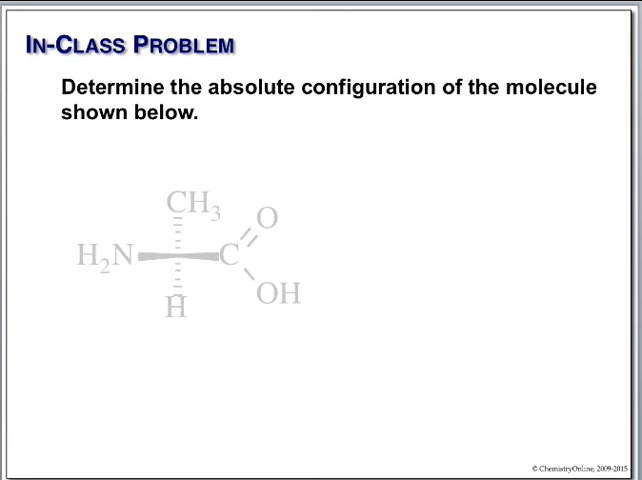 IN-CLASS PROBLEM
Determine the absolute configuration of the molecule
shown below.
CH3
O
H2N C
OH
H
© ChemistryOnline, 2009-2015